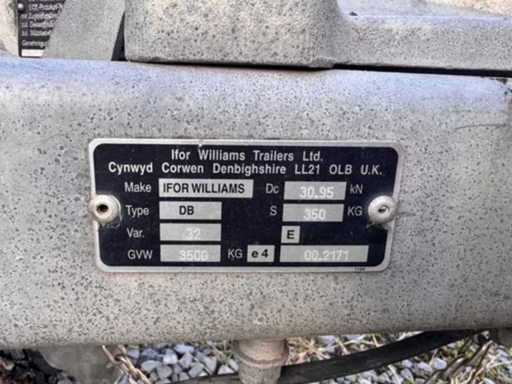 Ifor Williams Trailers Ltd.
Cynwyd Corwen Denbighshire LL21 OLB U.K.
Make IFOR WILLIAMS Dc 30.95 kN
Type DB S 350 KG
Var. 32 E
GVW 3500 KG e4 00.2171